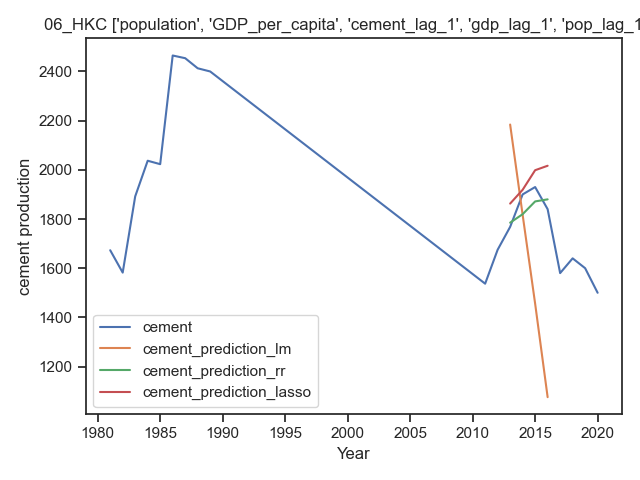 06_HKC ['population', 'GDP_per_capita', 'cement_lag_1', 'gdp_lag_1', 'pop_lag_1
cement production
2400
2200
2000
1800
1600
1400
1200
cement
cement_prediction_lm
cement_prediction_rr
cement_prediction_lasso
1980 1985 1990 1995 2000 2005 2010 2015 2020
Year